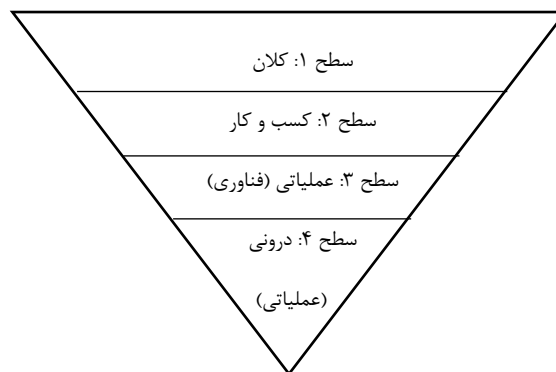 سطح ۱: کلان
سطح ۲: کسب و کار
سطح ۳: عملیاتی (فناوری)
سطح ۴: درونی
(عملیاتی)